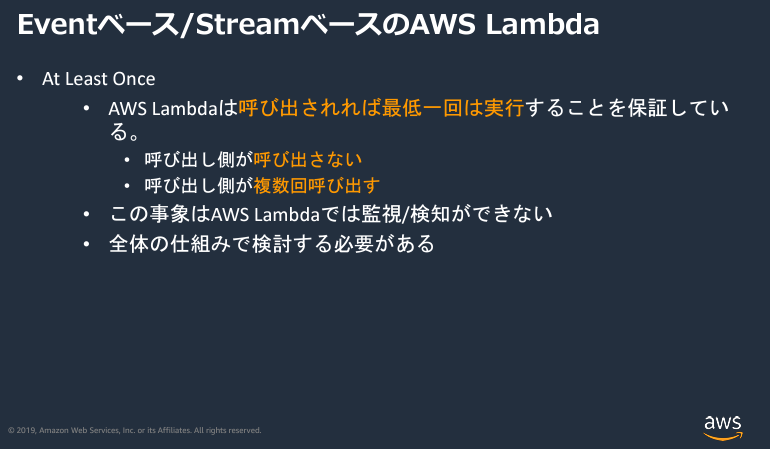 Eventベース/StreamベースのAWS Lambda
• At Least Once
• AWS Lambdaは呼び出されれば最低一回は実行することを保証してい
る。
• 呼び出し側が呼び出さない
• 呼び出し側が複数回呼び出す
• この事象はAWS Lambdaでは監視/検知ができない
• 全体の仕組みで検討する必要がある
© 2019, Amazon Web Services, Inc. or its Affiliates. All rights reserved.
aws